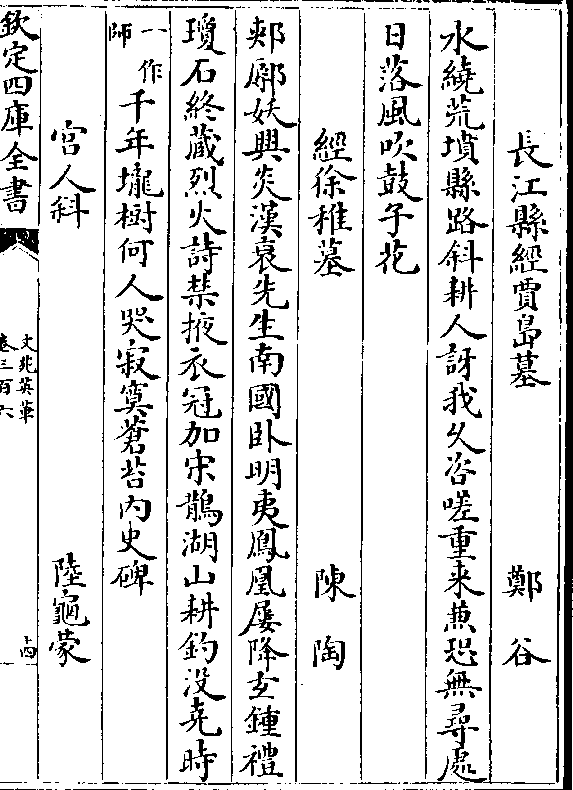 長江縣經賈島墓 鄭谷
水繞荒墳縣路斜耕人訝我久咨嗟重来兼恐無尋處
日落風吹鼓子花
經徐稚墓 陳陶
郟鄏妖興炎漢衰先生南國卧明夷鳳凰屡降玄鍾禮
瓊石終藏烈火詩禁掖衣冠加宋鵲湖山耕釣没堯時
一作師千年壠樹何人哭寂寞蒼苔内史碑
宫人斜 陸龜蒙
欽定四庫全書
文苑英華
卷三百六
十四